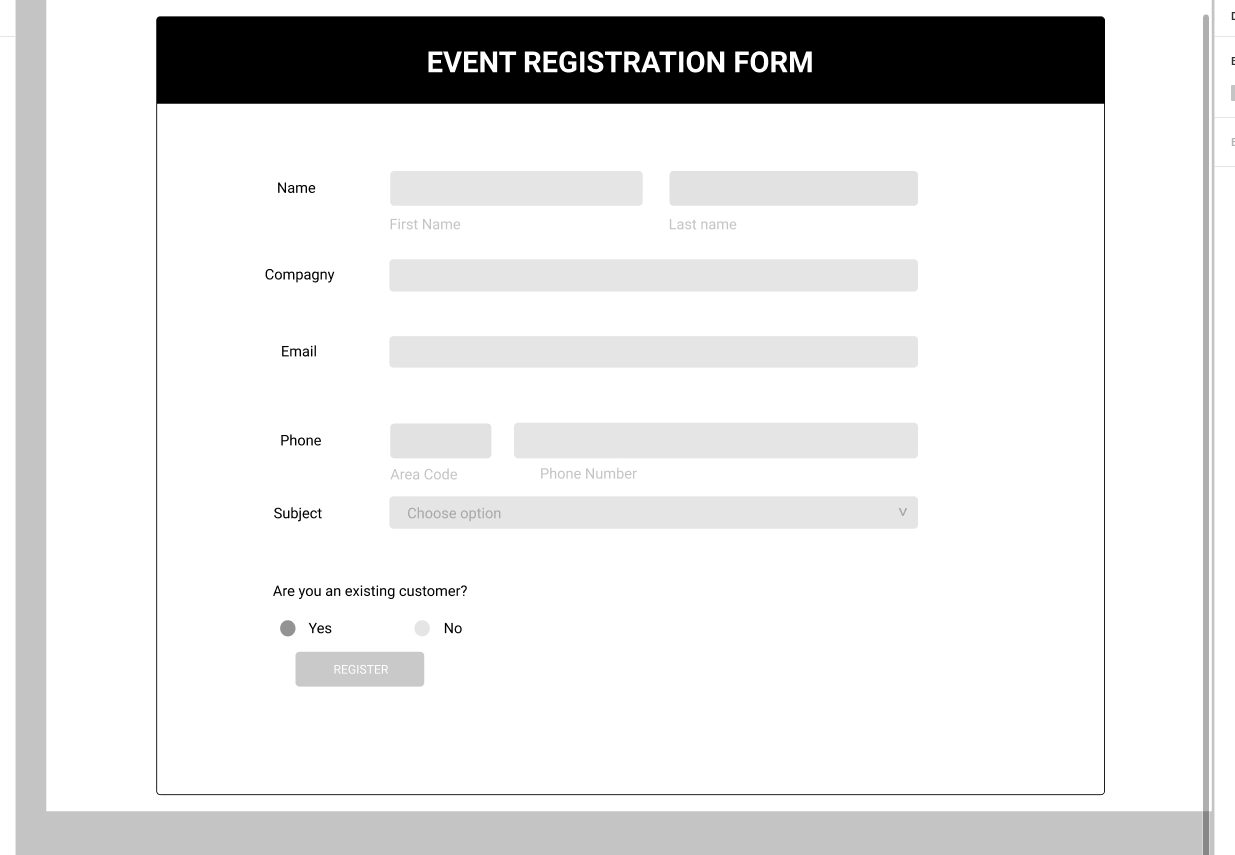 EVENT REGISTRATION FORM
Name
First Name Last name
Compagny
Email
Phone
Area Code Phone Number
Subject Choose option v
Are you an existing customer?
Yes No
REGISTER